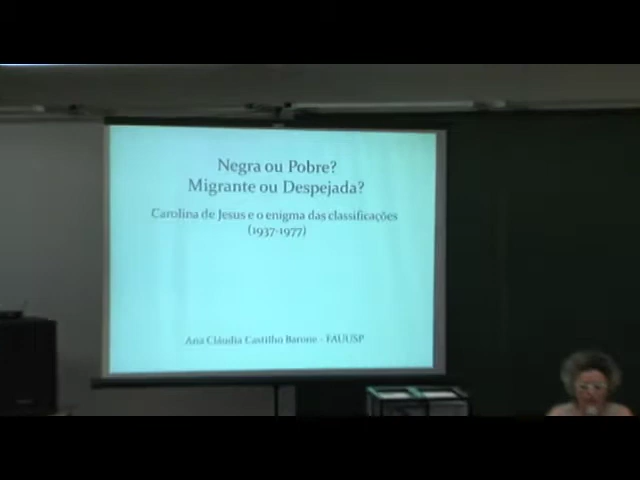 Negra ou Pobre?
Migrante ou Despejada?
Carolina de Jesus e o enigma das classificações
(1937-1977)
Ana Cláudia Castilho Barone - FAUUSP